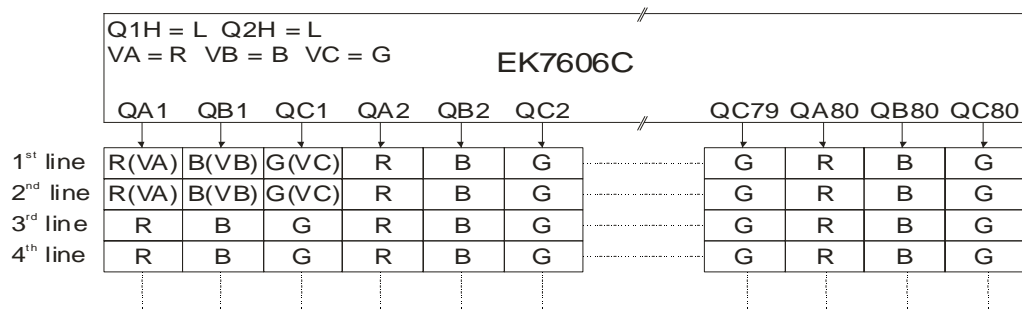 Q1H = L Q2H = L
VA = R VB = B VC = G
EK7606C
QA1 QB1 QC1 QA2 QB2 QC2 QC79 QA80 QB80 QC80
1st line R(VA) B(VB) G(VC) R B G G R B G
2nd line R(VA) B(VB) G(VC) R B G G R B G
3rd line R B G R B G G R B G
4th line R B G R B G G R B G